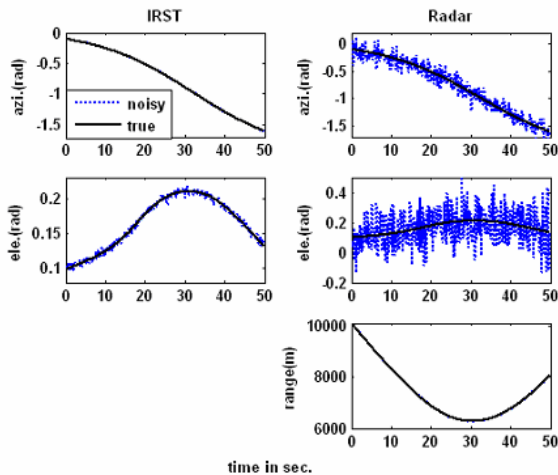 IRST
Radar
0
-0.5
-1
-1.5
azi.(rad)
noisy
true
0 10 20 30 40 50
0
-0.5
-1
-1.5
azi.(rad)
0 10 20 30 40 50
0.2
0.15
0.1
ele.(rad)
0 10 20 30 40 50
0.4
0.2
0
-0.2
ele.(rad)
0 10 20 30 40 50
10000
8000
6000
range(m)
0 10 20 30 40 50
time in sec.